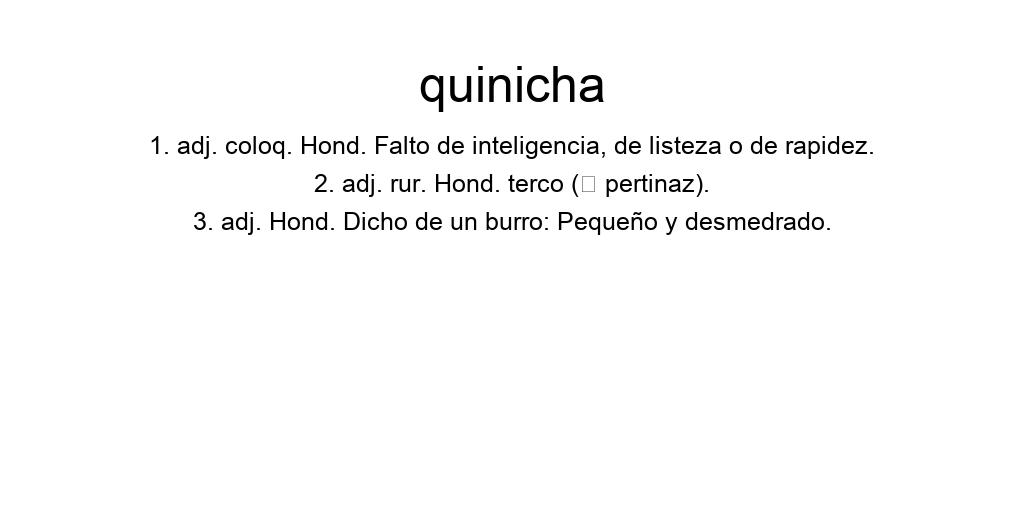 quinicha
1. adj. coloq. Hond. Falto de inteligencia, de listeza o de rapidez.
2. adj. rur. Hond. terco (□ pertinaz).
3. adj. Hond. Dicho de un burro: Pequeño y desmedrado.